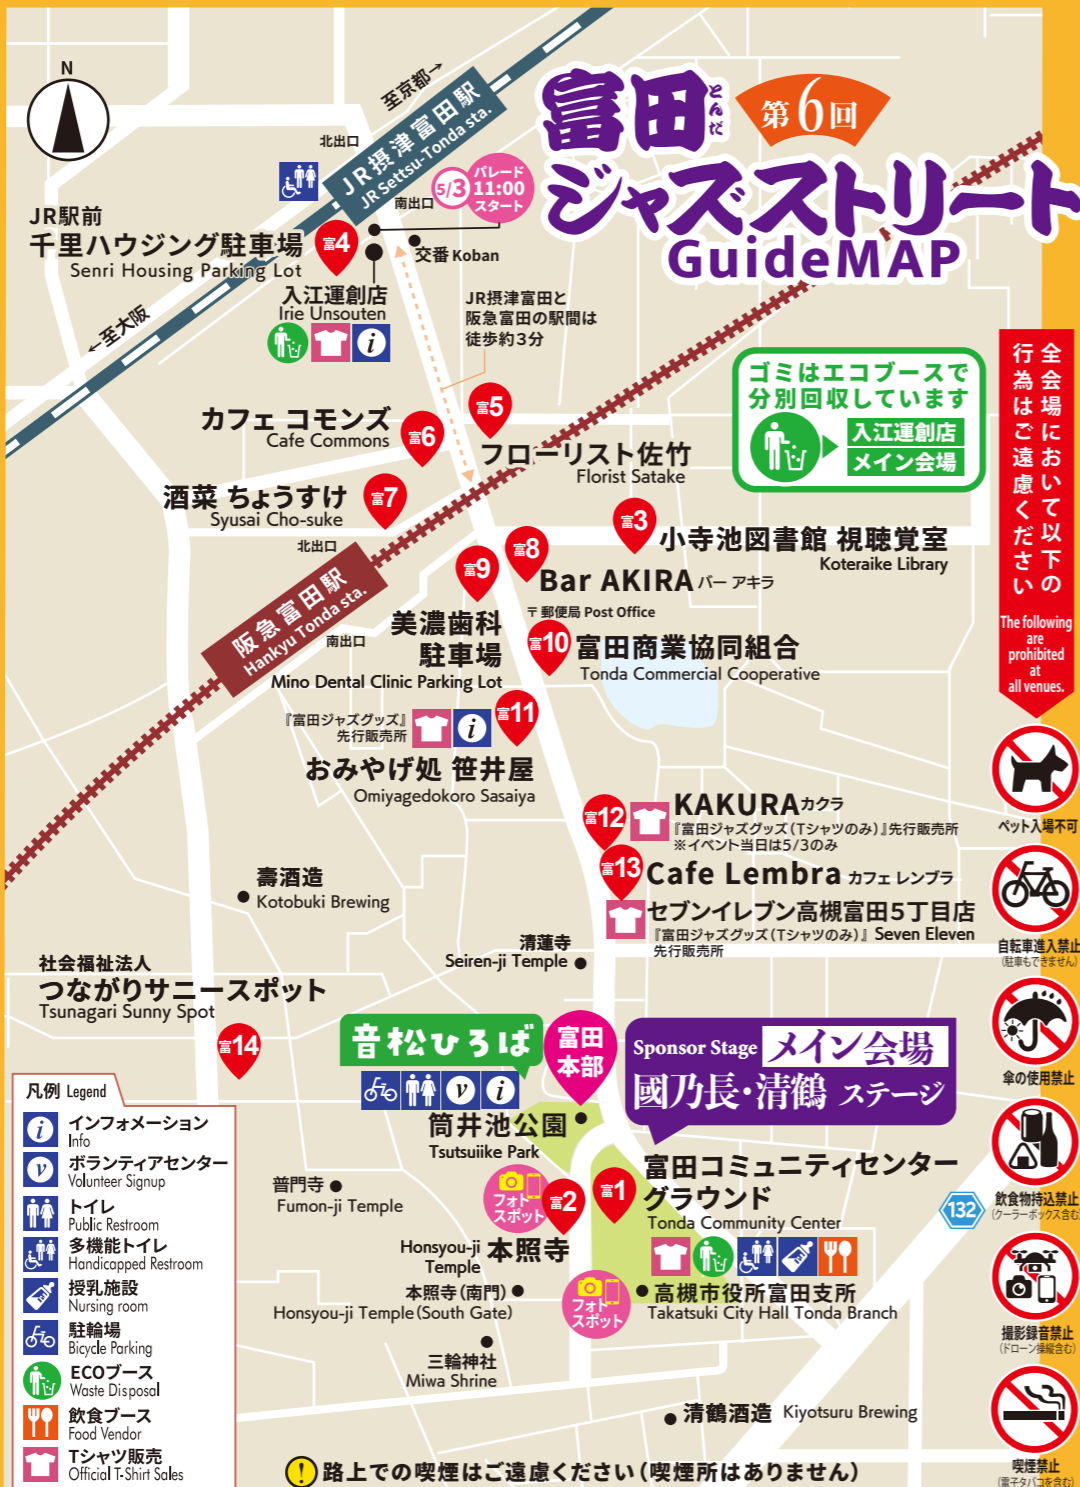 富田
とんだ
第6回
ジャズストリート
GuideMAP
N
至京都→
北出口
JR摂津富田駅
JR Settsu-Tonda sta.
5/3
パレード
11:00
スタート
南出口
JR駅前
千里ハウジング駐車場
Senri Housing Parking Lot
富4
交番 Koban
入江運創店
Irie Unsouten
←至大阪
JR摂津富田と
阪急富田の駅間は
徒歩約3分
ゴミはエコブースで
分別回収しています
入江運創店
メイン会場
全会場において以下の
行為はご遠慮ください
The following
are
prohibited
at
all venues.
富5
カフェ コモンズ
Cafe Commons
富6
フローリスト佐竹
Florist Satake
酒菜 ちょうすけ
Syusai Cho-suke
富7
北出口
富3
小寺池図書館 視聴覚室
Koteraike Library
富8
Bar AKIRA バー アキラ
富9
阪急富田駅
Hankyu Tonda sta.
南出口
〒郵便局 Post Office
美濃歯科
駐車場
Mino Dental Clinic Parking Lot
富10
富田商業協同組合
Tonda Commercial Cooperative
『富田ジャズグッズ』
先行販売所
富11
おみやげ処 笹井屋
Omiyagedokoro Sasaiya
富12
KAKURA カクラ
『富田ジャズグッズ(Tシャツのみ)』先行販売所
※イベント当日は5/3のみ
富13
Cafe Lembra カフェ レンブラ
セブンイレブン高槻富田5丁目店
『富田ジャズグッズ(Tシャツのみ)』 Seven Eleven
先行販売所
ペット入場不可
自転車進入禁止
(駐車もできません)
傘の使用禁止
飲食物持込禁止
(クーラーボックス含む)
撮影録音禁止
(ドローン操縦含む)
喫煙禁止
(電子タバコを含む)
壽酒造
Kotobuki Brewing
清蓮寺
Seiren-ji Temple
社会福祉法人
つながりサニースポット
Tsunagari Sunny Spot
富14
音松ひろば
富田
本部
Sponsor Stage メイン会場
國乃長・清鶴 ステージ
筒井池公園
Tsutsuiike Park
富田コミュニティセンター
グラウンド
Tonda Community Center
富1
132
普門寺
Fumon-ji Temple
フォト
スポット
富2
Honsyou-ji
Temple
本照寺
本照寺(南門)
Honsyou-ji Temple(South Gate)
フォト
スポット
高槻市役所富田支所
Takatsuki City Hall Tonda Branch
三輪神社
Miwa Shrine
清鶴酒造 Kiyotsuru Brewing
凡例 Legend
i
インフォメーション
Info
v
ボランティアセンター
Volunteer Signup
トイレ
Public Restroom
多機能トイレ
Handicapped Restroom
授乳施設
Nursing room
駐輪場
Bicycle Parking
ECOブース
Waste Disposal
飲食ブース
Food Vendor
Tシャツ販売
Official T-Shirt Sales
! 路上での喫煙はご遠慮ください(喫煙所はありません)